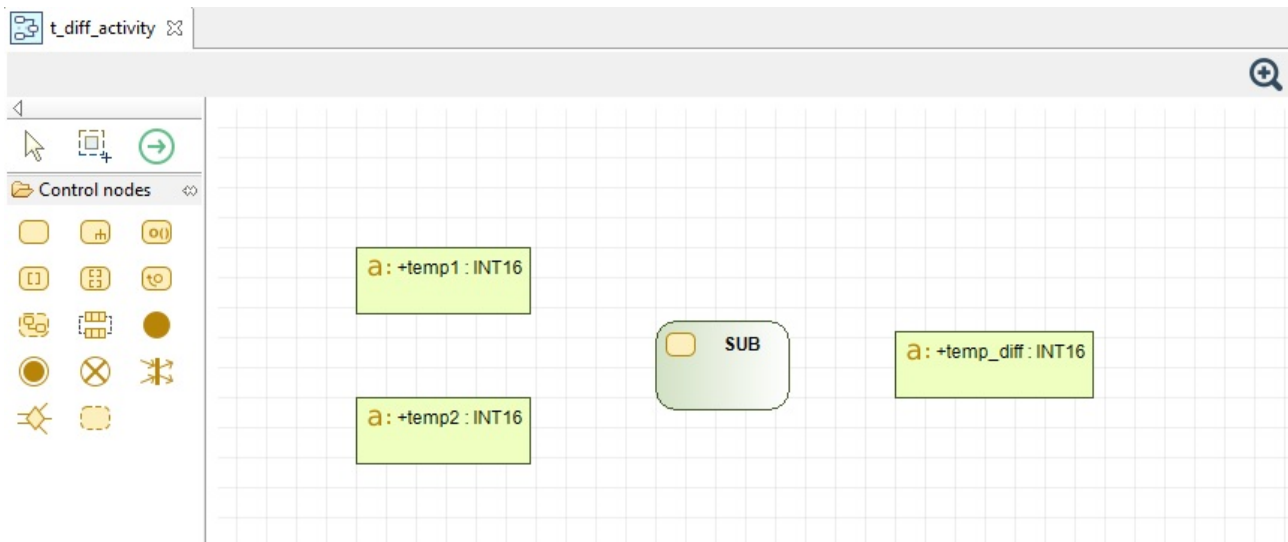 t_diff_activity
Control nodes
a: +temp1 : INT16
SUB
a: +temp_diff : INT16
a: +temp2 : INT16